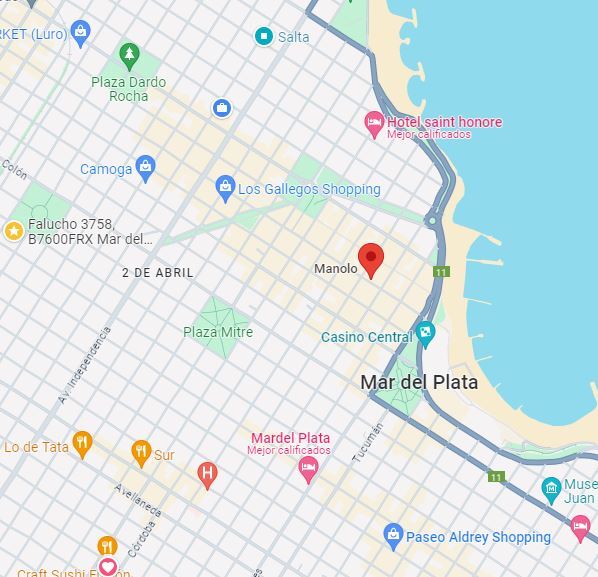 RKET (Luro)
Salta
Plaza Dardo
Rocha
Hotel saint honore
Mejor calificados
Colón
Camoga
Los Gallegos Shopping
Falucho 3758,
B7600FRX Mar del...
2 DE ABRIL
Manolo
11
Plaza Mitre
Casino Central
Av. Independencia
Mar del Plata
Lo de Tata
Sur
H
Mardel Plata
Mejor calificados
Tucumán
11
Muse
Juan
Avellaneda
Córdoba
Paseo Aldrey Shopping
Craft Sushi